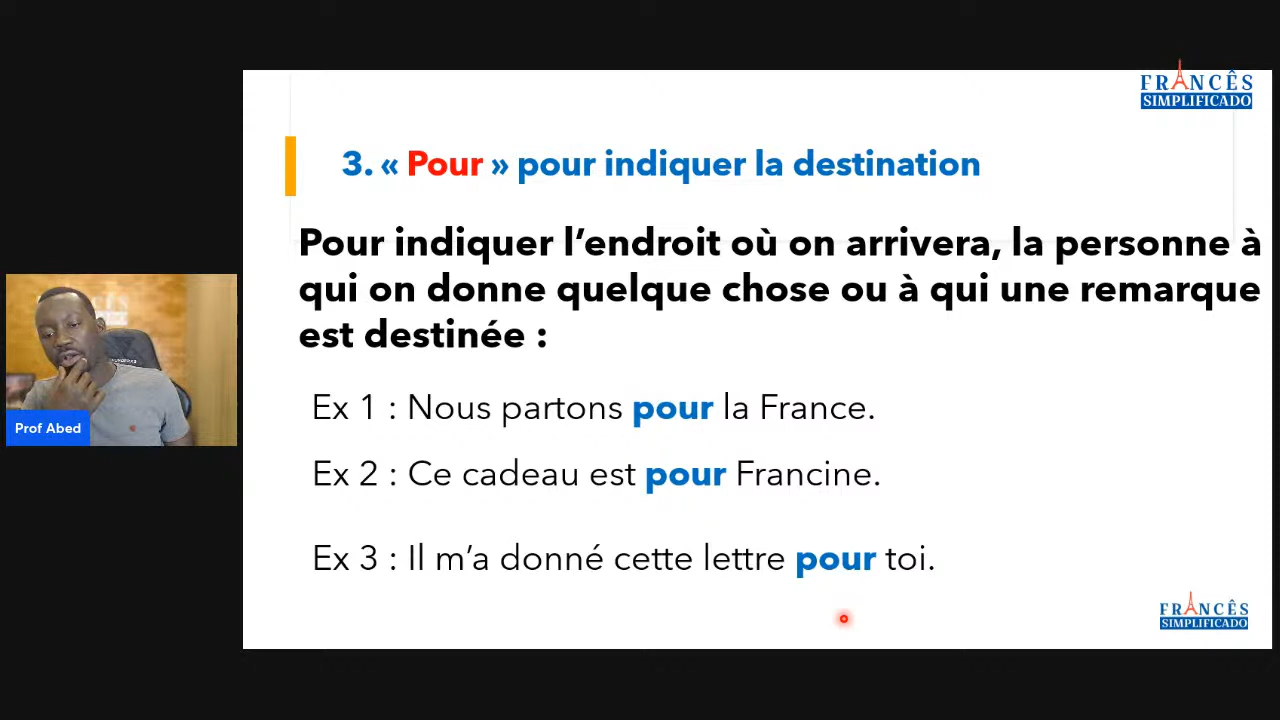 FRANCÊS
SIMPLIFICADO
3. « Pour » pour indiquer la destination
Pour indiquer l’endroit où on arrivera, la personne à
qui on donne quelque chose ou à qui une remarque
est destinée :
Ex 1 : Nous partons pour la France.
Ex 2 : Ce cadeau est pour Francine.
Ex 3 : Il m’a donné cette lettre pour toi.
Prof Abed
FRANCÊS
SIMPLIFICADO